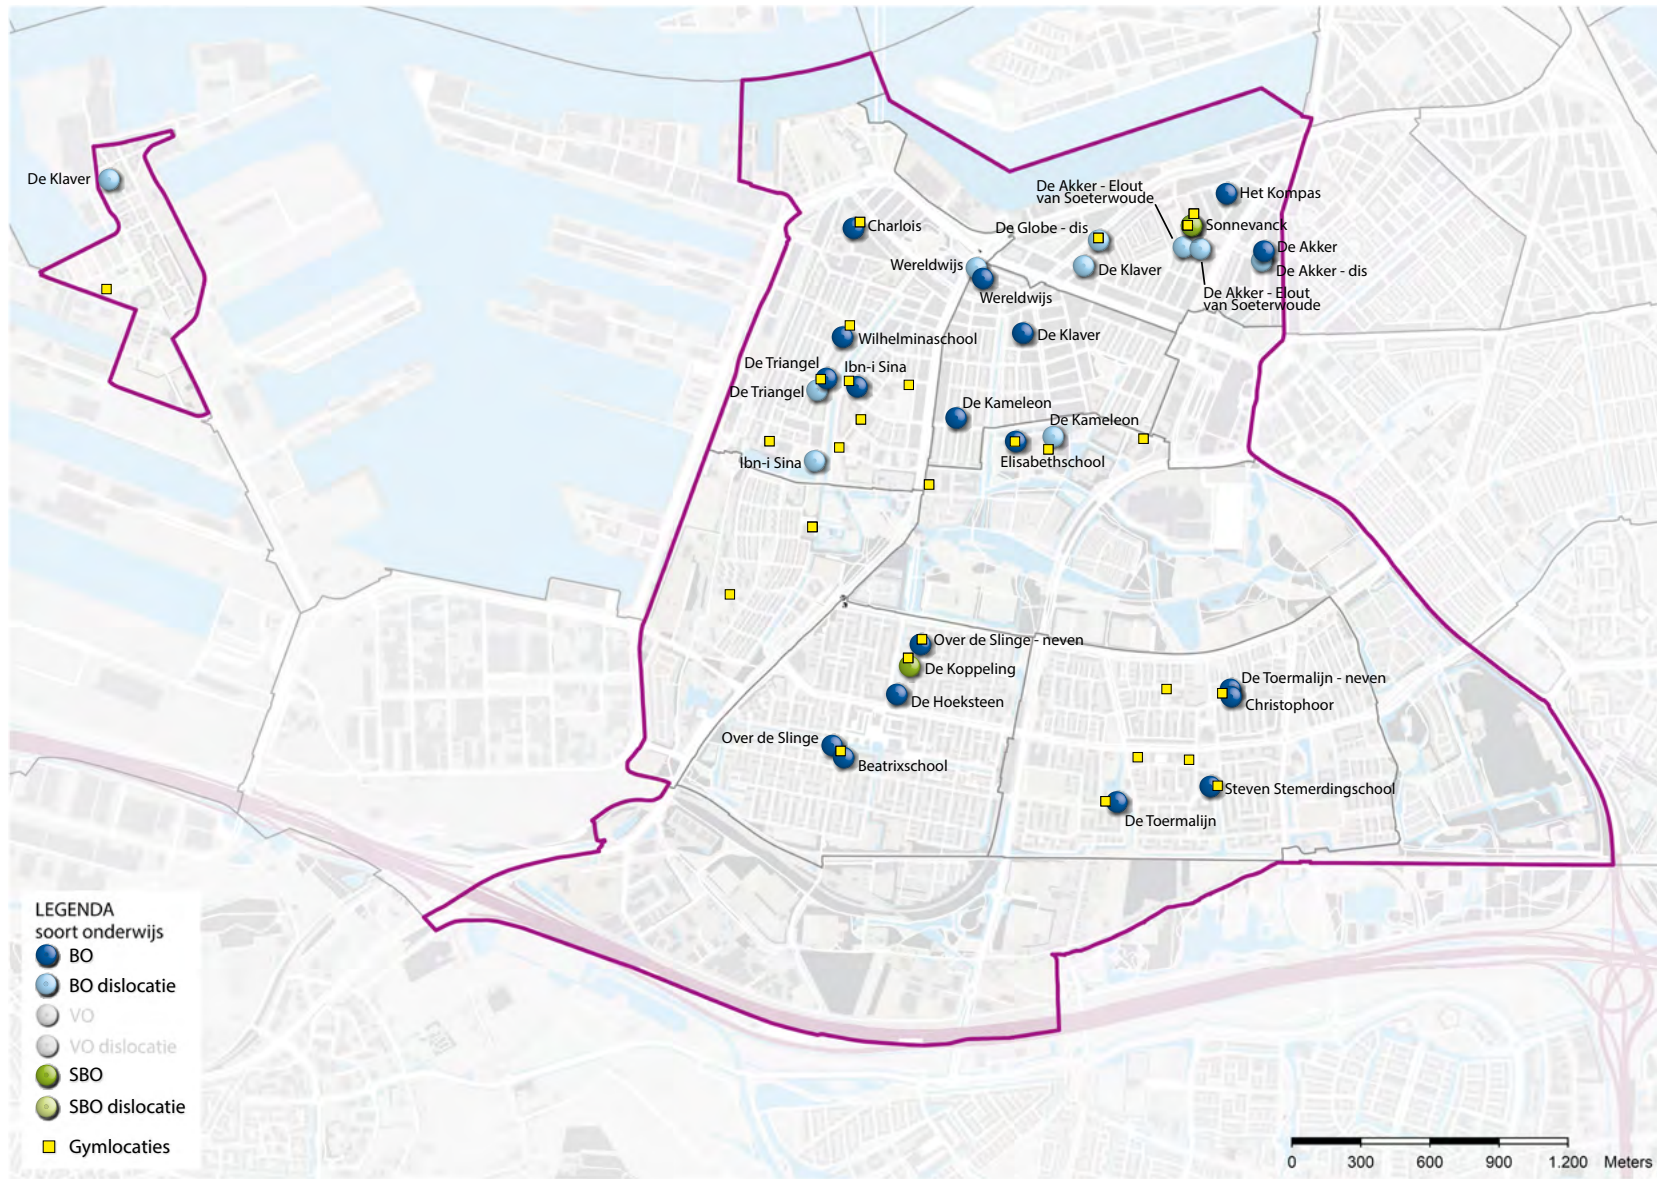 De Klaver
De Akker - Elout
van Soeterwoude
Het Kompas
Charlois
De Globe - dis
Sonnevanck
De Akker
Wereldwijs
De Klaver
De Akker - dis
Wereldwijs
De Akker - Elout
van Soeterwoude
Wilhelminaschool
De Klaver
De Triangel
Ibn-i Sina
De Triangel
De Kameleon
De Kameleon
Ibn-i Sina
Elisabethschool
Over de Slinge - neven
De Koppeling
De Toermalijn - neven
De Hoeksteen
Christophoor
Over de Slinge
Beatrixschool
Steven Stemerdingschool
De Toermalijn
LEGENDA
soort onderwijs
BO
BO dislocatie
VO
VO dislocatie
SBO
SBO dislocatie
Gymlocaties
0 300 600 900 1.200 Meters